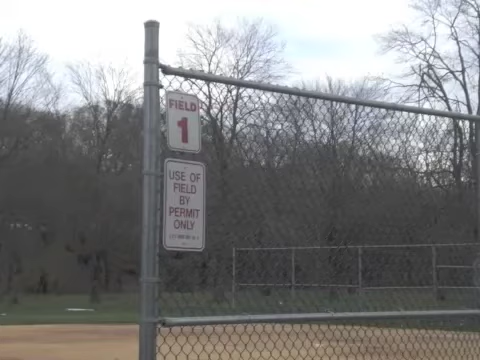 FIELD
1
USE OF
FIELD
BY
PERMIT
ONLY